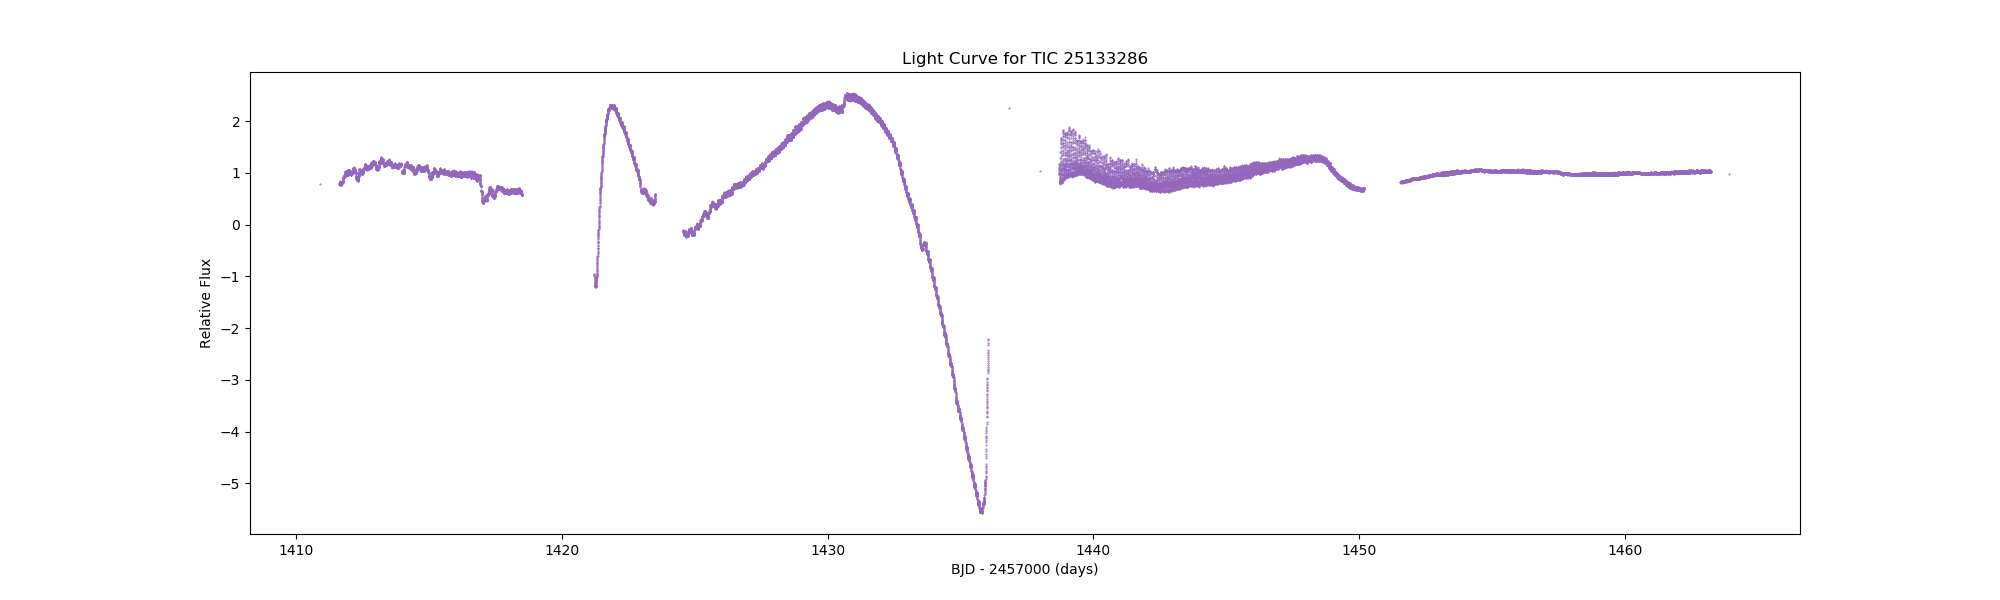 Light Curve for TIC 25133286
Relative Flux
2
1
0
−1
−2
−3
−4
−5
1410 1420 1430 1440 1450 1460
BJD - 2457000 (days)